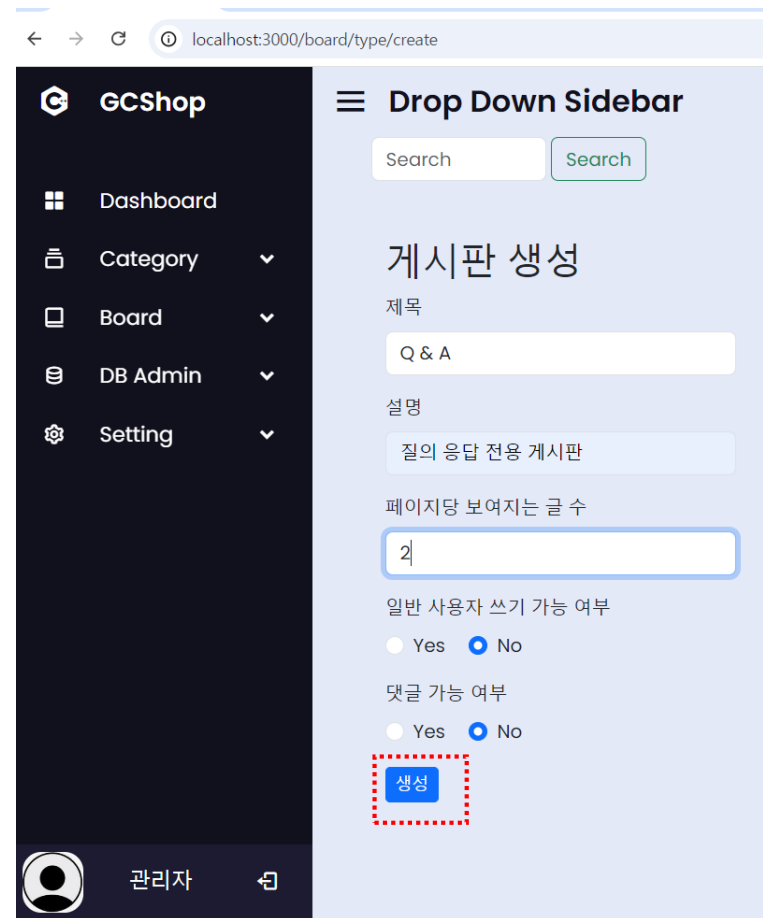 localhost:3000/board/type/create
GCShop
Drop Down Sidebar
Search
Search
Dashboard
Category
Board
DB Admin
Setting
게시판 생성
제목
Q & A
설명
질의 응답 전용 게시판
페이지당 보여지는 글 수
2
일반 사용자 쓰기 가능 여부
Yes No
댓글 가능 여부
Yes No
생성
관리자